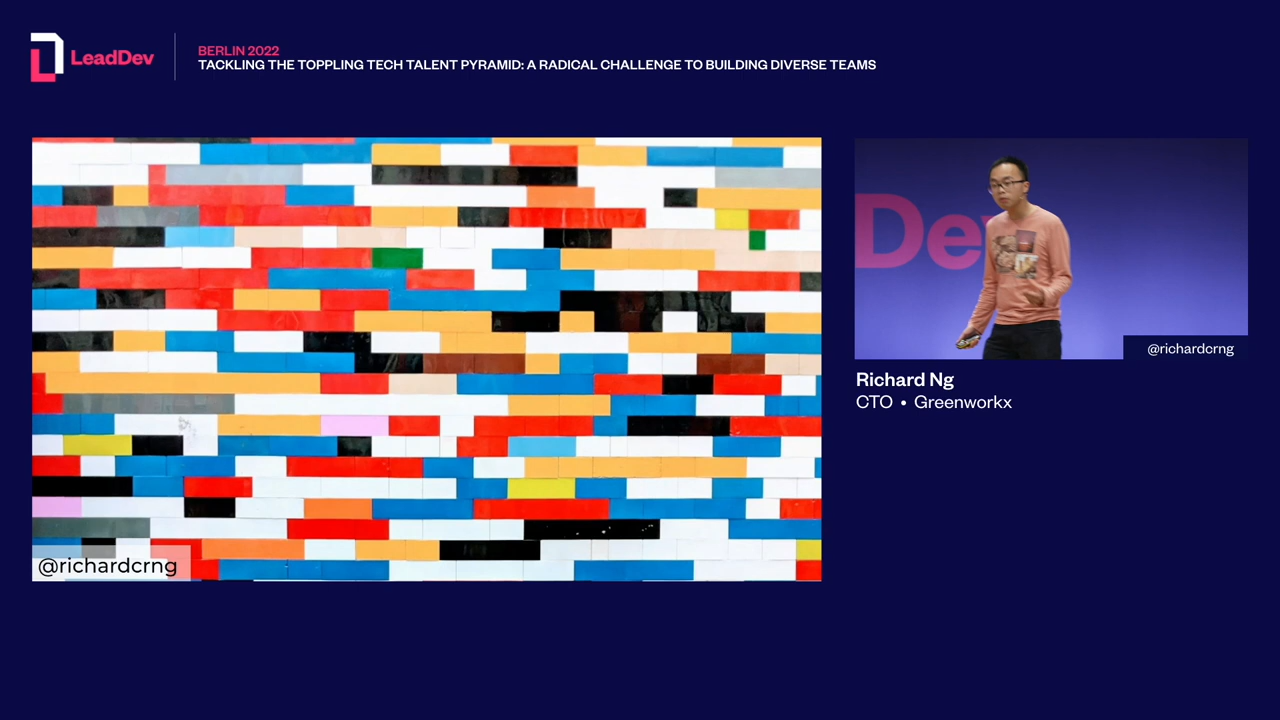 LeadDev
BERLIN 2022
TACKLING THE TOPPLING TECH TALENT PYRAMID: A RADICAL CHALLENGE TO BUILDING DIVERSE TEAMS
@richardcrng
De
@richardcrng
Richard Ng
CTO • Greenworkx